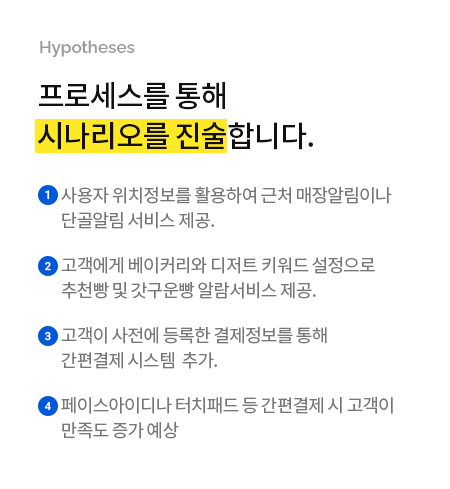 Hypotheses
프로세스를 통해
시나리오를 진술합니다.
1 사용자 위치정보를 활용하여 근처 매장알림이나
단골알림 서비스 제공.
2 고객에게 베이커리와 디저트 키워드 설정으로
추천빵 및 갓구운빵 알람서비스 제공.
3 고객이 사전에 등록한 결제정보를 통해
간편결제 시스템 추가.
4 페이스아이디나 터치패드 등 간편결제 시 고객이
만족도 증가 예상